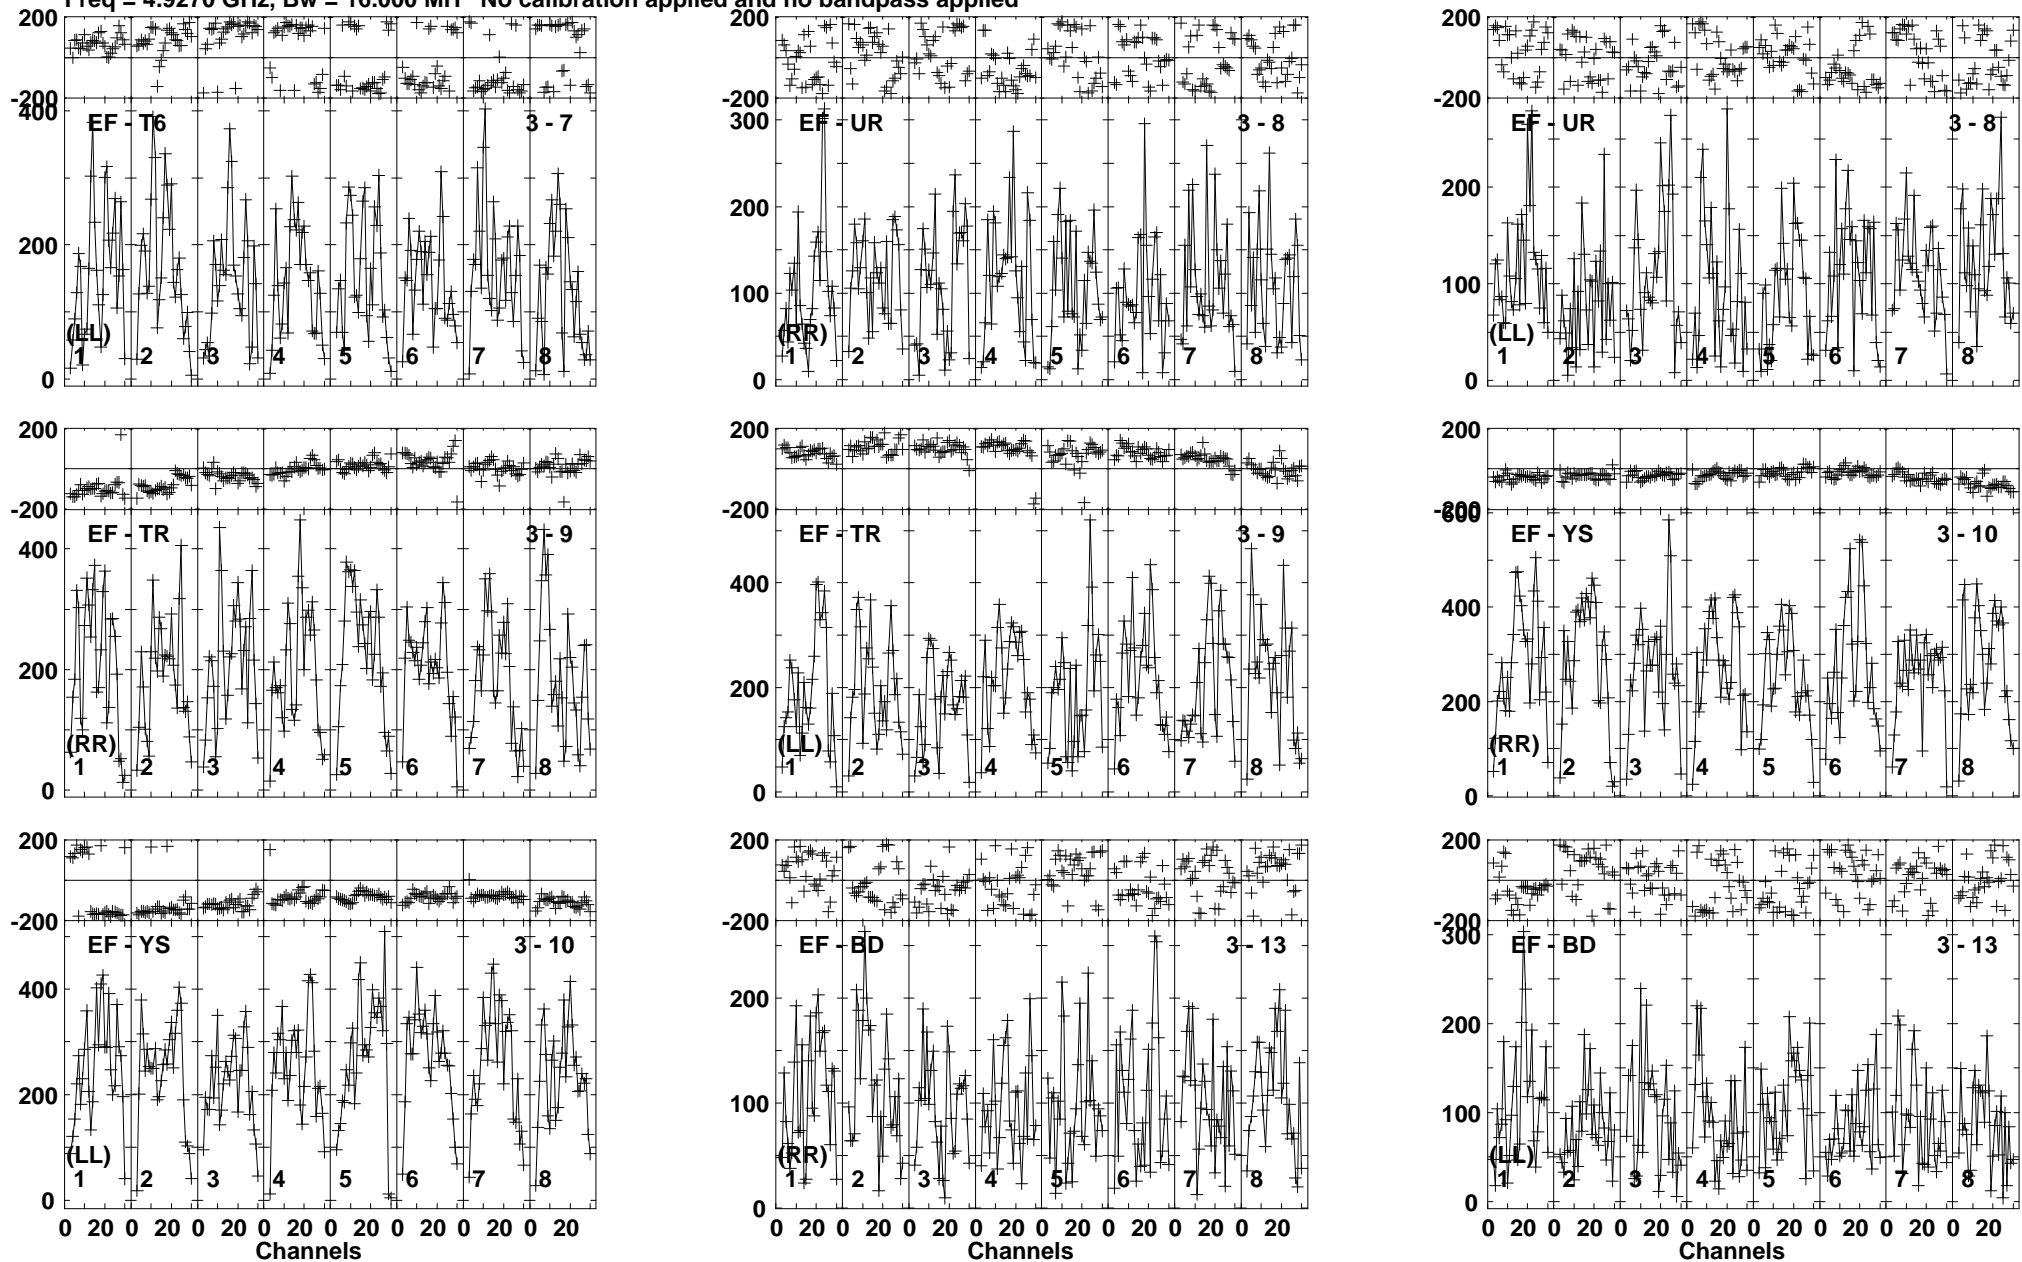 Freq = 4.9270 GHz, Bw = 16.000 MH No calibration applied and no bandpass applied
200 200 200
-200 -200 -200
400 EF - T6 3 - 7 300 EF - UR 3 - 8 EF - UR 3 - 8
200 200 200
100 100
(LL) (RR) (LL)
1 2 3 4 5 6 7 8 1 2 3 4 5 6 7 8 1 2 3 4 5 6 7 8
0 0 0
200 200 200
-200 -200 -200
600
EF - TR 3 - 9 EF - TR 3 - 9 EF - YS 3 - 10
400 400 400
200 200 200
(RR) (LL) (RR)
1 2 3 4 5 6 7 8 1 2 3 4 5 6 7 8 1 2 3 4 5 6 7 8
0 0 0
200 200 200
-200 -200 -200
300
EF - YS 3 - 10 EF - BD 3 - 13 EF - BD 3 - 13
400 200 200
200 100 100
(LL) (RR) (LL)
1 2 3 4 5 6 7 8 1 2 3 4 5 6 7 8 1 2 3 4 5 6 7 8
0 0 0
0 20 0 20 0 20 0 20 0 20 0 20 0 20 0 20 0 20 0 20 0 20 0 20 0 20 0 20 0 20 0 20 0 20 0 20 0 20 0 20 0 20 0 20 0 20 0 20
Channels Channels Channels